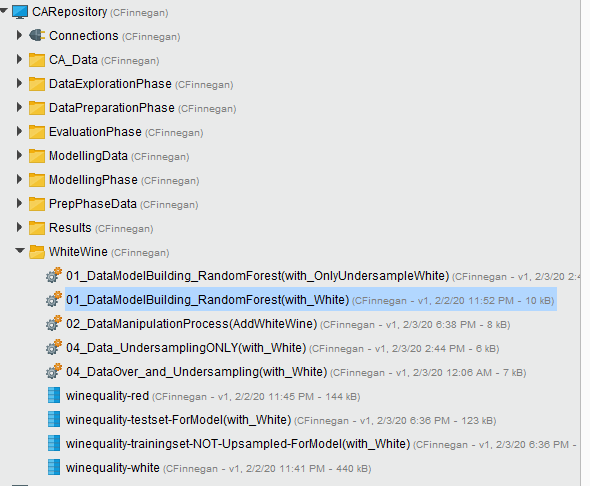 CARepository (CFinnegan)
Connections (CFinnegan)
CA_Data (CFinnegan)
DataExplorationPhase (CFinnegan)
DataPreparationPhase (CFinnegan)
EvaluationPhase (CFinnegan)
ModellingData (CFinnegan)
ModellingPhase (CFinnegan)
PrepPhaseData (CFinnegan)
Results (CFinnegan)
WhiteWine (CFinnegan)
01_DataModelBuilding_RandomForest(with_OnlyUndersampleWhite) (CFinnegan - v1, 2/3/20 2:4
01_DataModelBuilding_RandomForest(with_White) (CFinnegan - v1, 2/2/20 11:52 PM - 10 kB)
02_DataManipulationProcess(AddWhiteWine) (CFinnegan - v1, 2/3/20 6:38 PM - 8 kB)
04_Data_UndersamplingONLY(with_White) (CFinnegan - v1, 2/3/20 2:44 PM - 6 kB)
04_DataOver_and_Undersampling(with_White) (CFinnegan - v1, 2/3/20 12:06 AM - 7 kB)
winequality-red (CFinnegan - v1, 2/2/20 11:45 PM - 144 kB)
winequality-testset-ForModel(with_White) (CFinnegan - v1, 2/3/20 6:36 PM - 123 kB)
winequality-trainingset-NOT-Upsampled-ForModel(with_White) (CFinnegan - v1, 2/3/20 6:36 PM -
winequality-white (CFinnegan - v1, 2/2/20 11:41 PM - 440 kB)